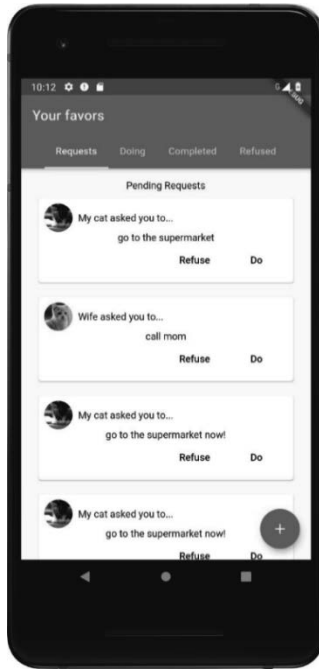 10:12 G
DEBUG
Your favors
Requests Doing Completed Refused
Pending Requests
My cat asked you to...
go to the supermarket
Refuse Do
Wife asked you to...
call mom
Refuse Do
My cat asked you to...
go to the supermarket now!
Refuse Do
My cat asked you to...
go to the supermarket now!
Refuse Do
+